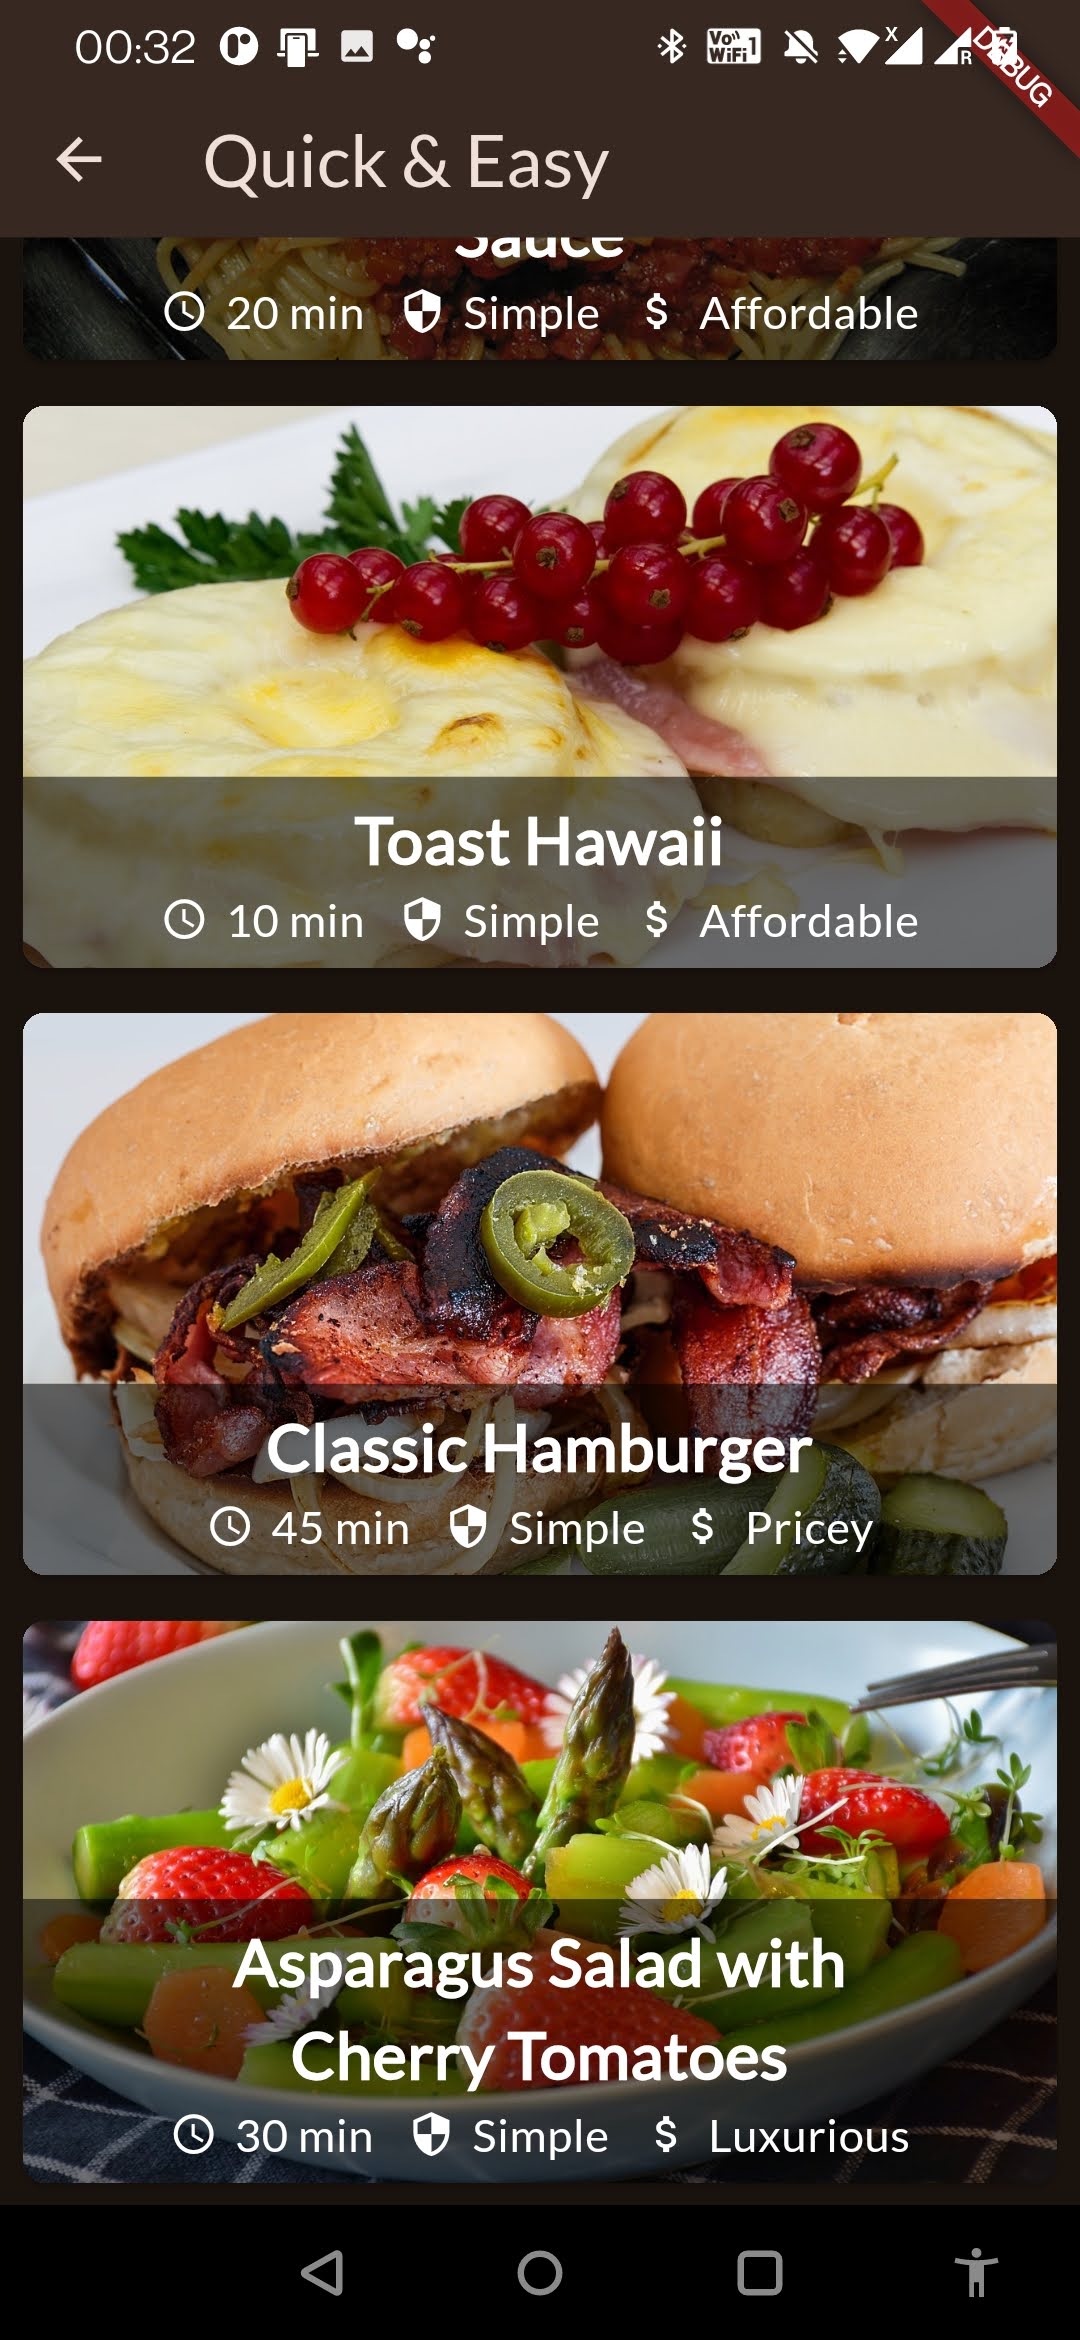 00:32
Vo)) WiFi 1
X
R
DEBUG
Quick & Easy
Sauce
20 min Simple $ Affordable
Toast Hawaii
10 min Simple $ Affordable
Classic Hamburger
45 min Simple $ Pricey
Asparagus Salad with
Cherry Tomatoes
30 min Simple $ Luxurious